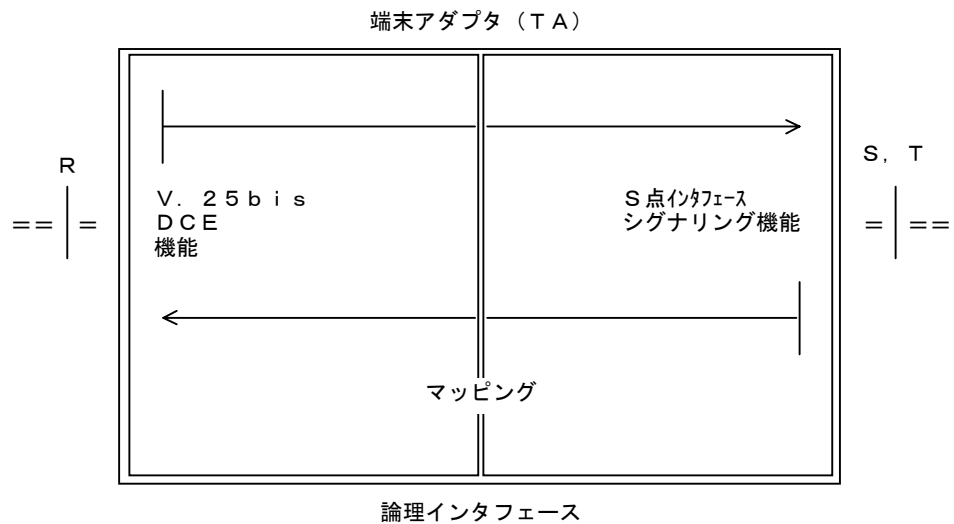 端末アダプタ（ＴＡ）
Ｒ
Ｓ，Ｔ
Ｖ．２５ｂｉｓ
ＤＣＥ
機能
Ｓ点ｲﾝﾀﾌｪｰｽ
シグナリング機能
＝＝｜＝
＝｜＝＝
マッピング
論理インタフェース